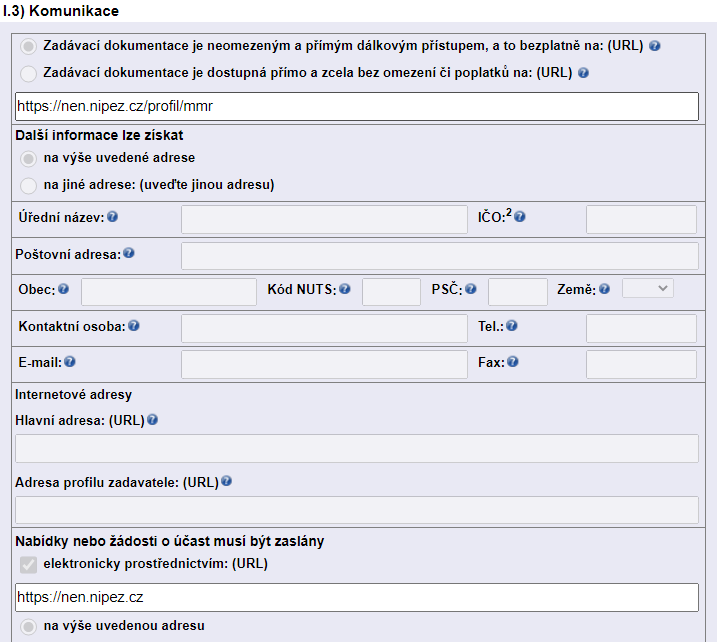 I.3) Komunikace
Zadávací dokumentace je neomezeným a přímým dálkovým přístupem, a to bezplatně na: (URL) ?
Zadávací dokumentace je dostupná přímo a zcela bez omezení či poplatků na: (URL) ?
https://nen.nipez.cz/profil/mmr
Další informace lze získat
na výše uvedené adrese
na jiné adrese: (uveďte jinou adresu)
Úřední název: ? IČO:2 ?
Poštovní adresa: ?
Obec: ? Kód NUTS: ? PSČ: ? Země: ?
Kontaktní osoba: ? Tel.: ?
E-mail: ? Fax: ?
Internetové adresy
Hlavní adresa: (URL) ?
Adresa profilu zadavatele: (URL) ?
Nabídky nebo žádosti o účast musí být zaslány
elektronicky prostřednictvím: (URL)
https://nen.nipez.cz
na výše uvedenou adresu